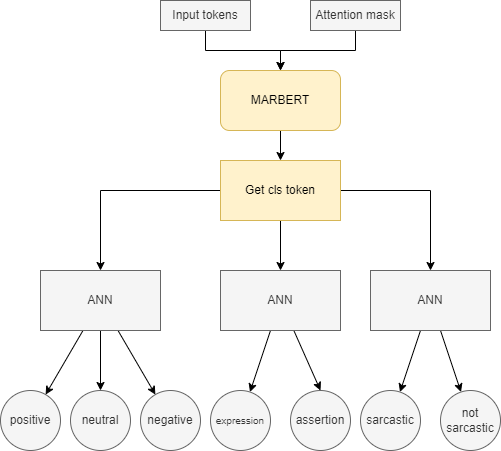 Input tokens
Attention mask
MARBERT
Get cls token
ANN
ANN
ANN
positive
neutral
negative
expression
assertion
sarcastic
not
sarcastic